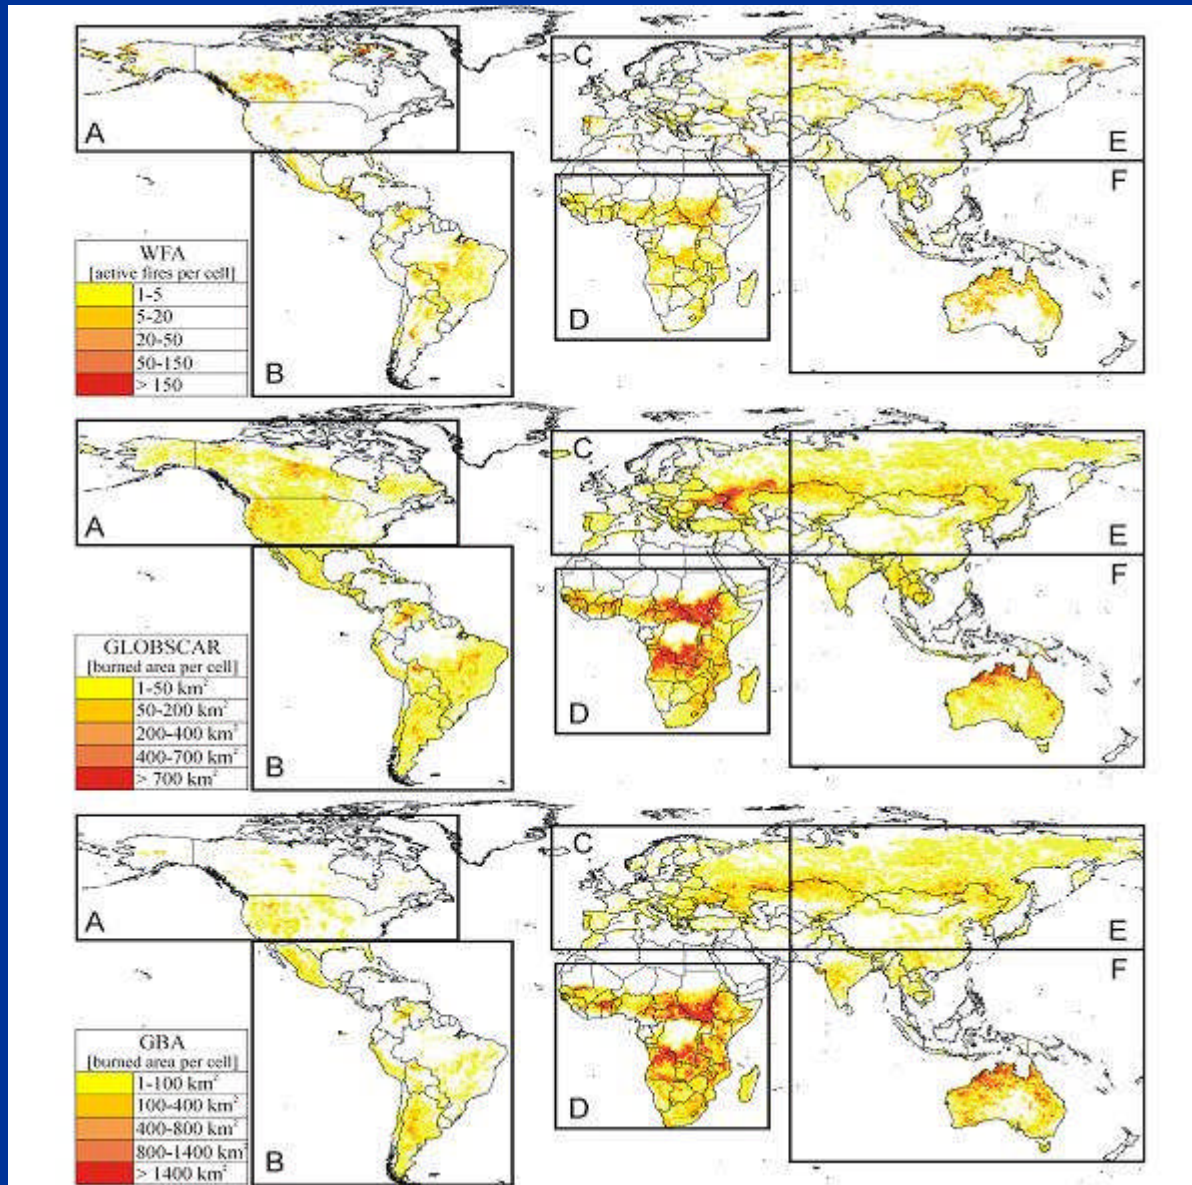 C
A
E
F
WFA
[active fires per cell]
1-5
5-20
20-50
50-150
> 150
D
B
C
A
E
F
GLOBSCAR
[burned area per cell]
1-50 km²
50-200 km²
200-400 km²
400-700 km²
> 700 km²
D
B
C
A
E
F
GBA
[burned area per cell]
1-100 km²
100-400 km²
400-800 km²
800-1400 km²
> 1400 km²
D
B